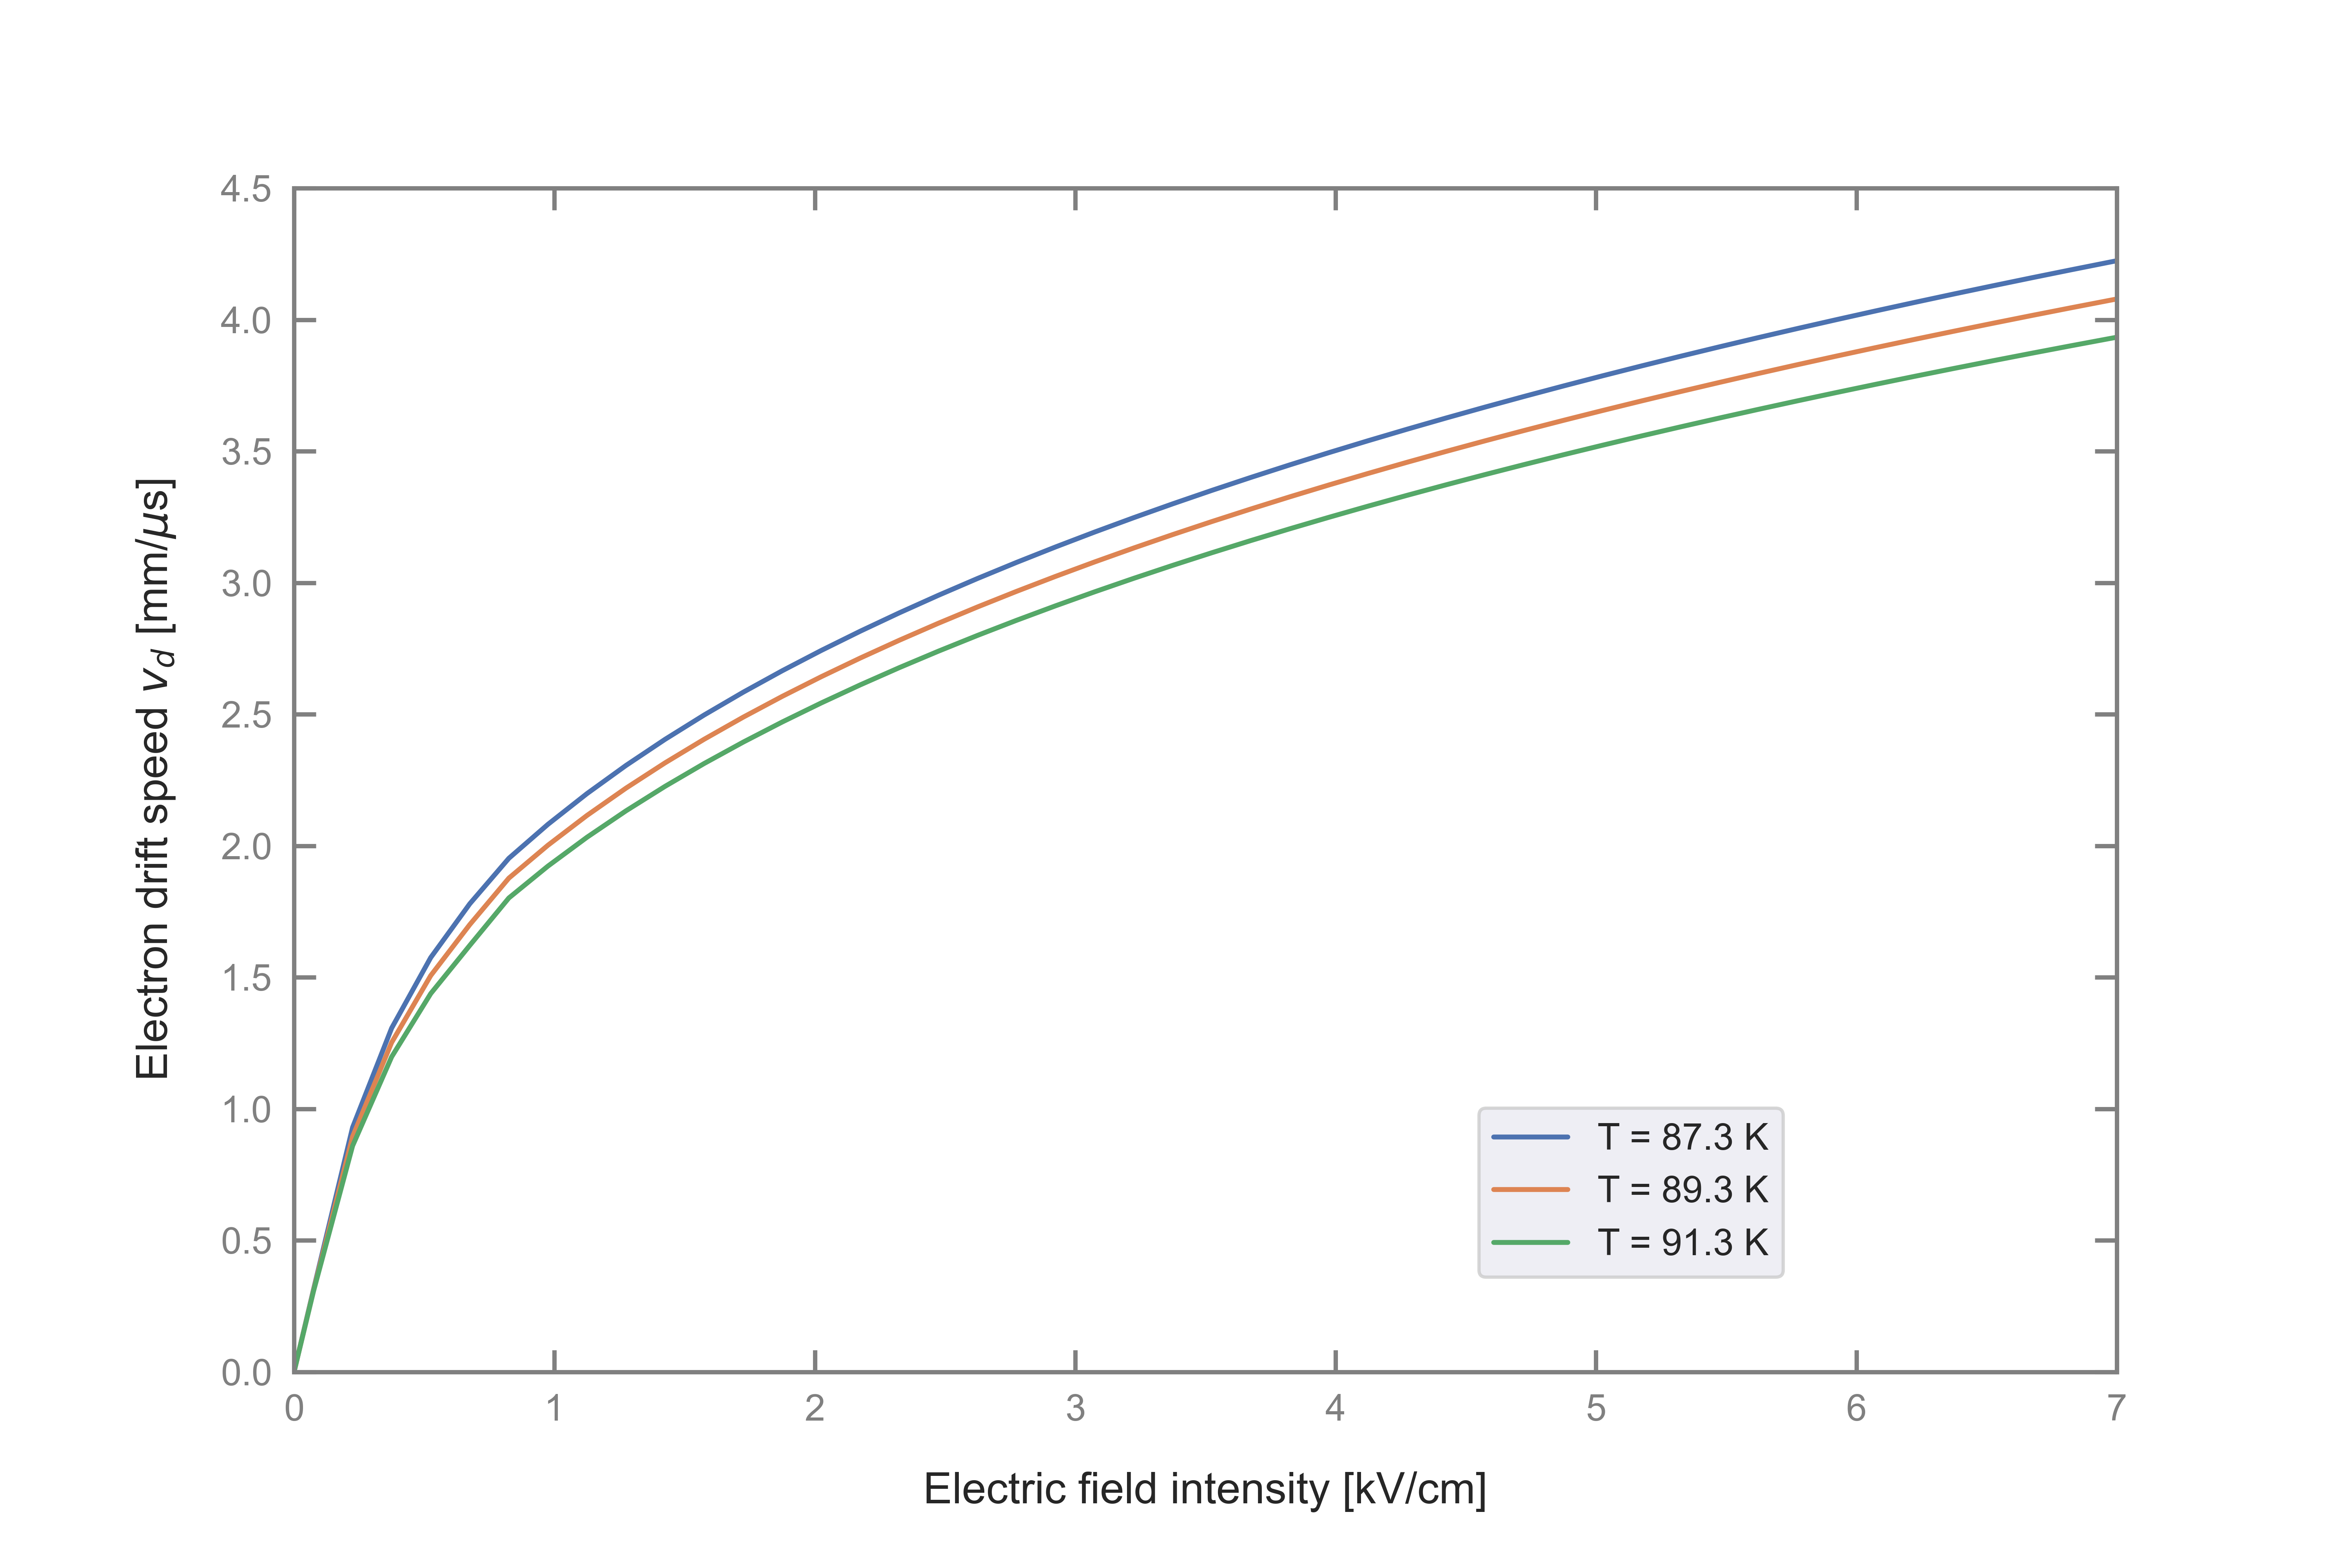 4.5
4.0
3.5
3.0
2.5
2.0
1.5
1.0
0.5
0.0
Electron drift speed v_d [mm/μs]
T = 87.3 K
T = 89.3 K
T = 91.3 K
0 1 2 3 4 5 6 7
Electric field intensity [kV/cm]